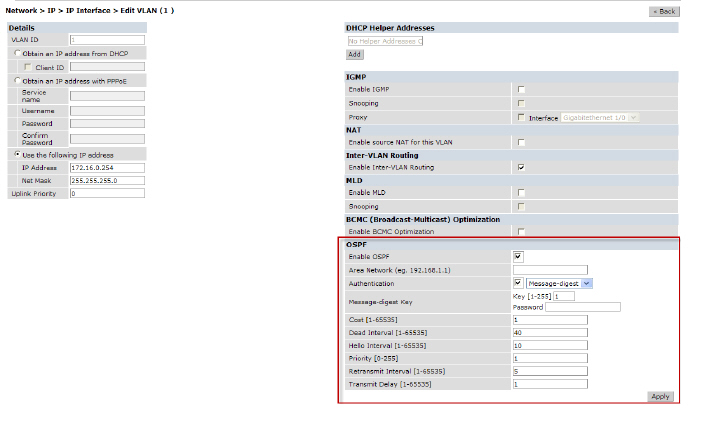 Network > IP > IP Interface > Edit VLAN (1 )
« Back
Details
VLAN ID 1
Obtain an IP address from DHCP
Client ID
Obtain an IP address with PPPoE
Service name
Username
Password
Confirm Password
Use the following IP address
IP Address 172.16.0.254
Net Mask 255.255.255.0
Uplink Priority 0
DHCP Helper Addresses
No Helper Addresses C
Add
IGMP
Enable IGMP
Snooping
Proxy Interface Gigabitethernet 1/0
NAT
Enable source NAT for this VLAN
Inter-VLAN Routing
Enable Inter-VLAN Routing
MLD
Enable MLD
Snooping
BCMC (Broadcast-Multicast) Optimization
Enable BCMC Optimization
OSPF
Enable OSPF
Area Network (eg. 192.168.1.1)
Authentication Message-digest
Message-digest Key Key [1-255] 1
Password
Cost [1-65535] 1
Dead Interval [1-65535] 40
Hello Interval [1-65535] 10
Priority [0-255] 1
Retransmit Interval [1-65535] 5
Transmit Delay [1-65535] 1
Apply